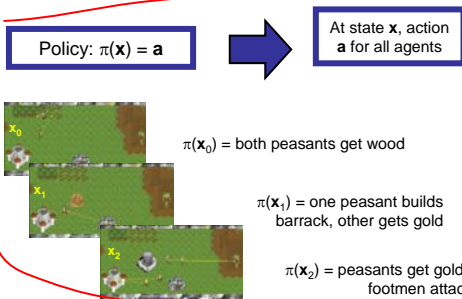 Policy: π(x) = a
At state x, action
a for all agents
x0
π(x0) = both peasants get wood
x1
π(x1) = one peasant builds
barrack, other gets gold
x2
π(x2) = peasants get gold
footmen attac